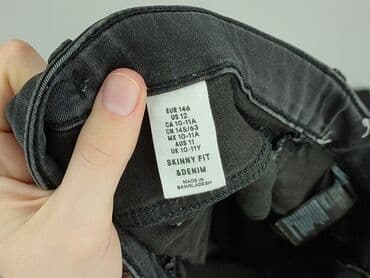 EUR 146
US 12
CA 10-11A
CN 145/63
MX 10-11A
AUS 11
UK 10-11Y
SKINNY FIT
&DENIM
MADE IN
BANGLADESH